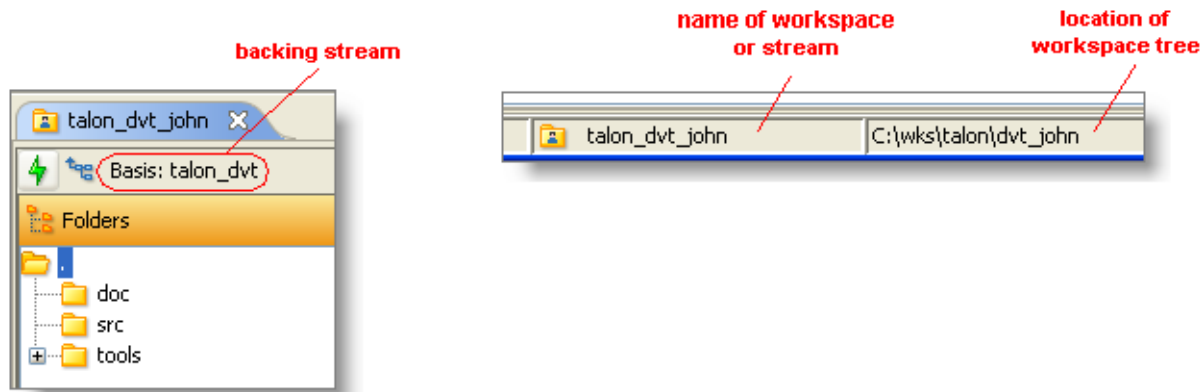 backing stream
talon_dvt_john
Basis: talon_dvt
Folders
.
doc
src
tools
name of workspace
or stream
location of
workspace tree
talon_dvt_john
C:\wks\talon\dvt_john